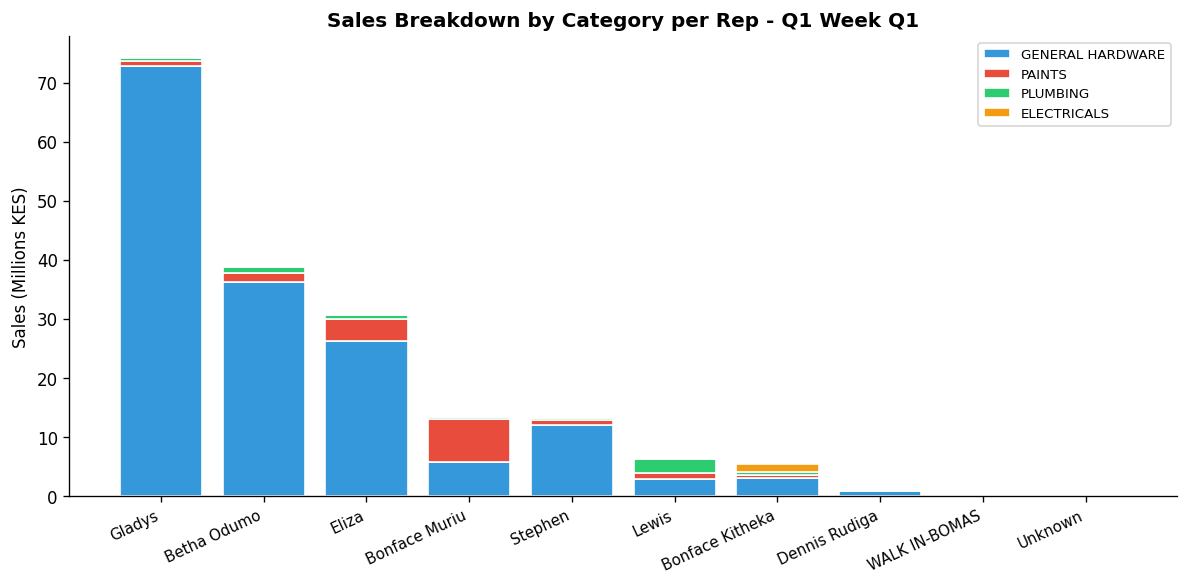 Sales Breakdown by Category per Rep - Q1 Week Q1
GENERAL HARDWARE
PAINTS
PLUMBING
ELECTRICALS
Sales (Millions KES)
70
60
50
40
30
20
10
0
Gladys
Betha Odumo
Eliza
Bonface Muriu
Stephen
Lewis
Bonface Kitheka
Dennis Rudiga
WALK IN-BOMAS
Unknown